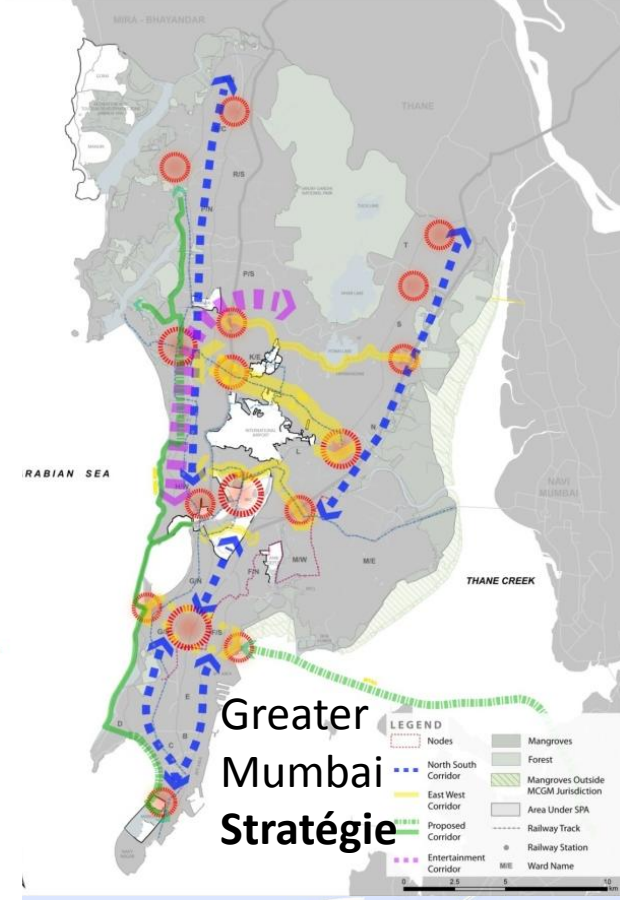 MIRA - BHAYANDAR
THANE
R/S
P/N
T
P/S
S
K/E
INTERNATIONAL
AIRPORT
N
L
RABIAN SEA
NAVI
MUMBAI
M/W
M/E
F/N
G/N
THANE CREEK
F/S
E
D
B
C
Greater
Mumbai
Stratégie
LEGEND
Nodes
North South
Corridor
East West
Corridor
Proposed
Corridor
Entertainment
Corridor
Mangroves
Forest
Mangroves Outside
MCGM Jurisdiction
Area Under SPA
Railway Track
Railway Station
M/E Ward Name
0 2.5 5 10
km